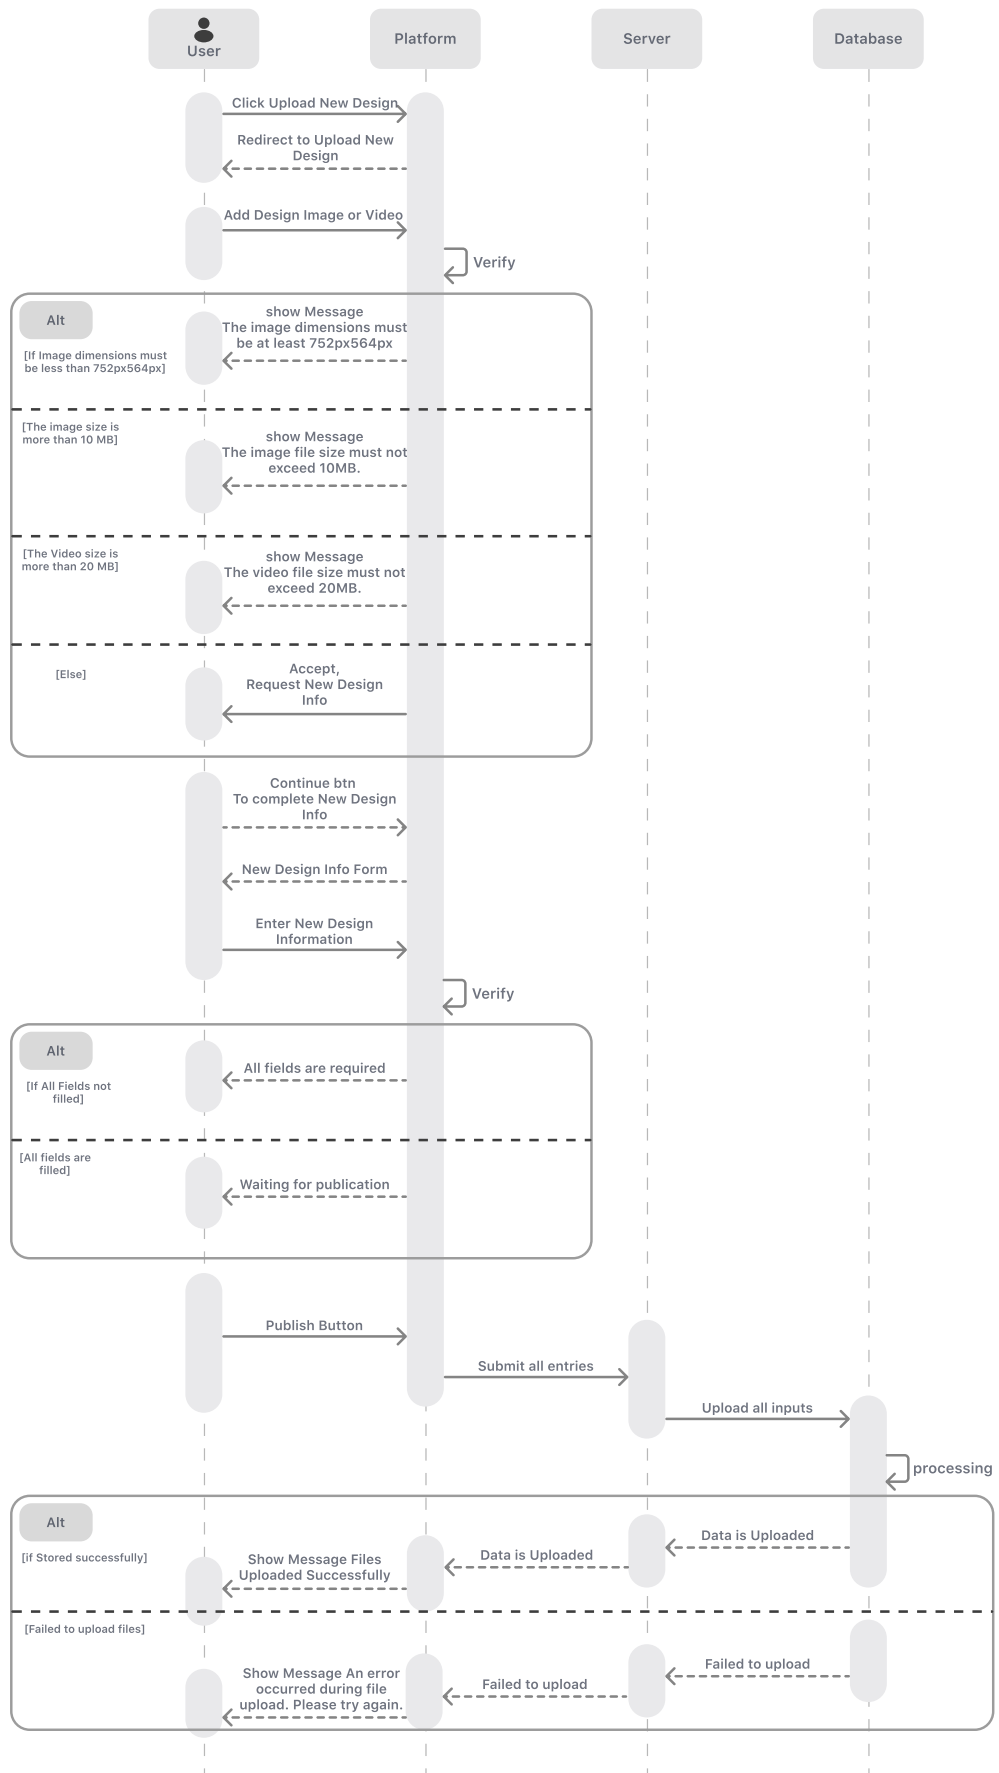 User
Platform
Server
Database
Click Upload New Design
Redirect to Upload New
Design
Add Design Image or Video
Verify
Alt
[If Image dimensions must
be less than 752px564px]
show Message
The image dimensions must
be at least 752px564px
[The image size is
more than 10 MB]
show Message
The image file size must not
exceed 10MB.
[The Video size is
more than 20 MB]
show Message
The video file size must not
exceed 20MB.
[Else]
Accept,
Request New Design
Info
Continue btn
To complete New Design
Info
New Design Info Form
Enter New Design
Information
Verify
Alt
[If All Fields not
filled]
All fields are required
[All fields are
filled]
Waiting for publication
Publish Button
Submit all entries
Upload all inputs
processing
Alt
[if Stored successfully]
Data is Uploaded
Data is Uploaded
Show Message Files
Uploaded Successfully
[Failed to upload files]
Failed to upload
Failed to upload
Show Message An error
occurred during file
upload. Please try again.